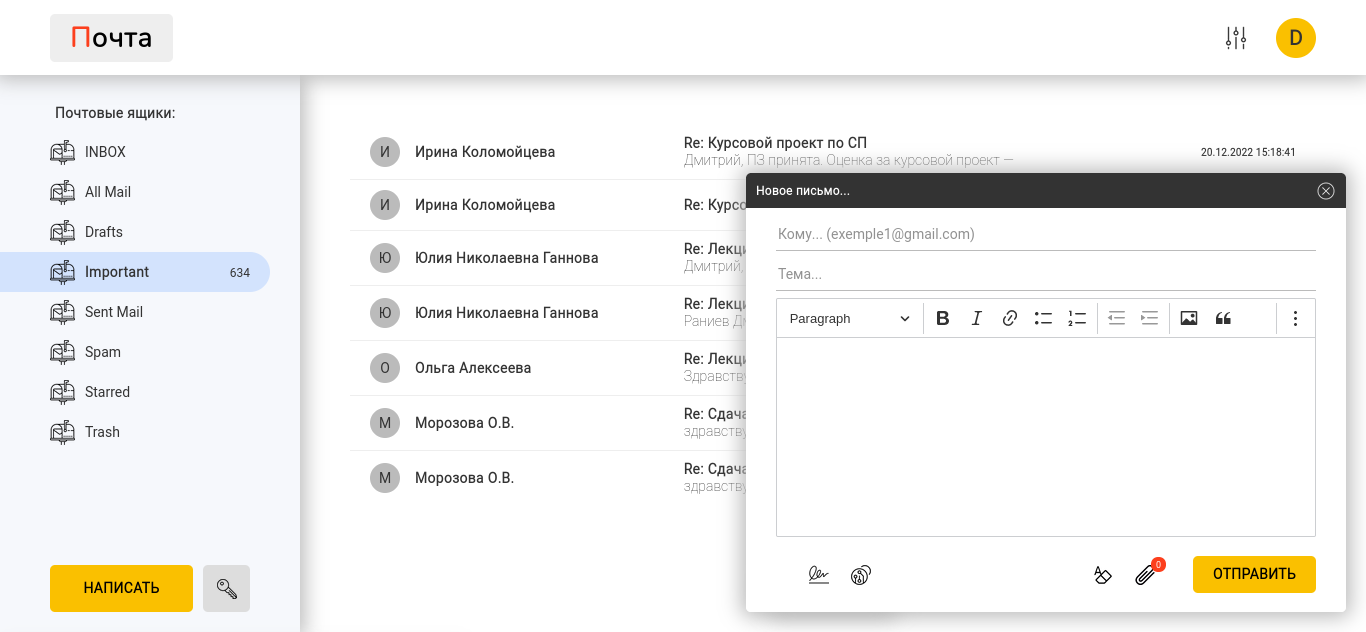 Почта
D
Почтовые ящики:
INBOX
All Mail
Drafts
Important 634
Sent Mail
Spam
Starred
Trash
НАПИСАТЬ
И Ирина Коломойцева Re: Курсовой проект по СП 20.12.2022 15:18:41
Дмитрий, ПЗ принята. Оценка за курсовой проект —
И Ирина Коломойцева Re: Курсо
Ю Юлия Николаевна Ганнова Re: Лекци
Дмитрий,
Ю Юлия Николаевна Ганнова Re: Лекци
Раниев Дм
О Ольга Алексеева Re: Лекци
Здравству
М Морозова О.В. Re: Сдача
здравству
М Морозова О.В. Re: Сдача
здравству
Новое письмо...
Кому... (exemple1@gmail.com)
Тема...
Paragraph
0
ОТПРАВИТЬ